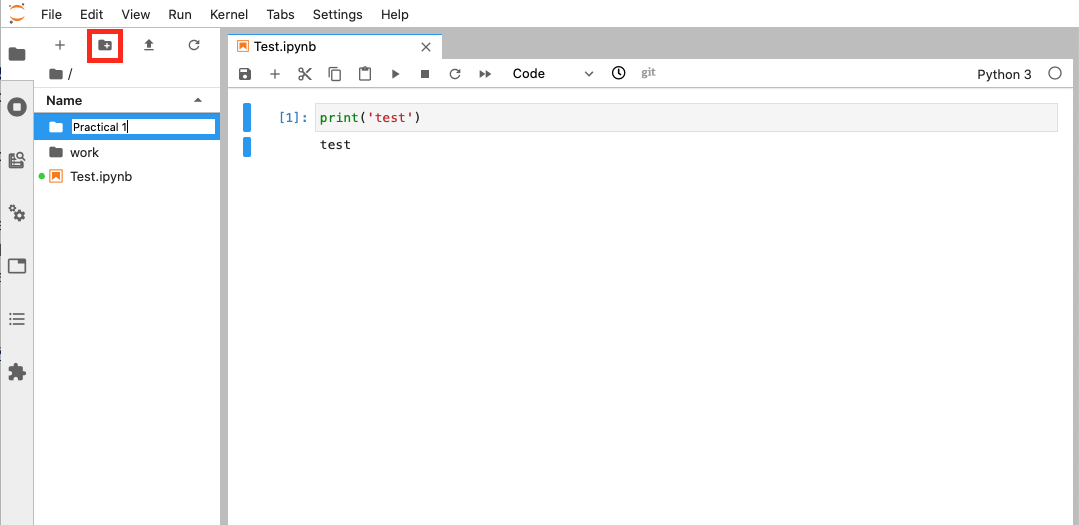 File Edit View Run Kernel Tabs Settings Help
/
Name
Practical 1
work
Test.ipynb
Test.ipynb
Code
git
Python 3
[1]: print('test')
test